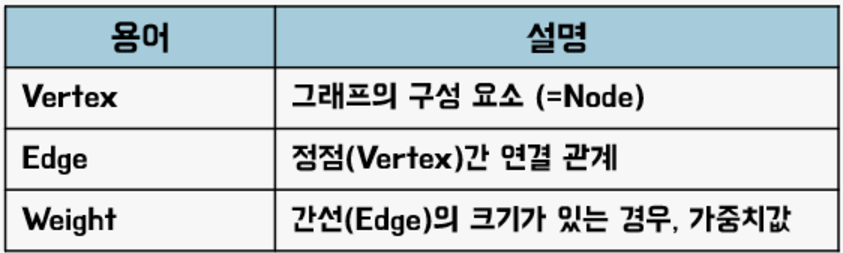 용어 설명
Vertex 그래프의 구성 요소 (=Node)
Edge 정점(Vertex)간 연결 관계
Weight 간선(Edge)의 크기가 있는 경우, 가중치값